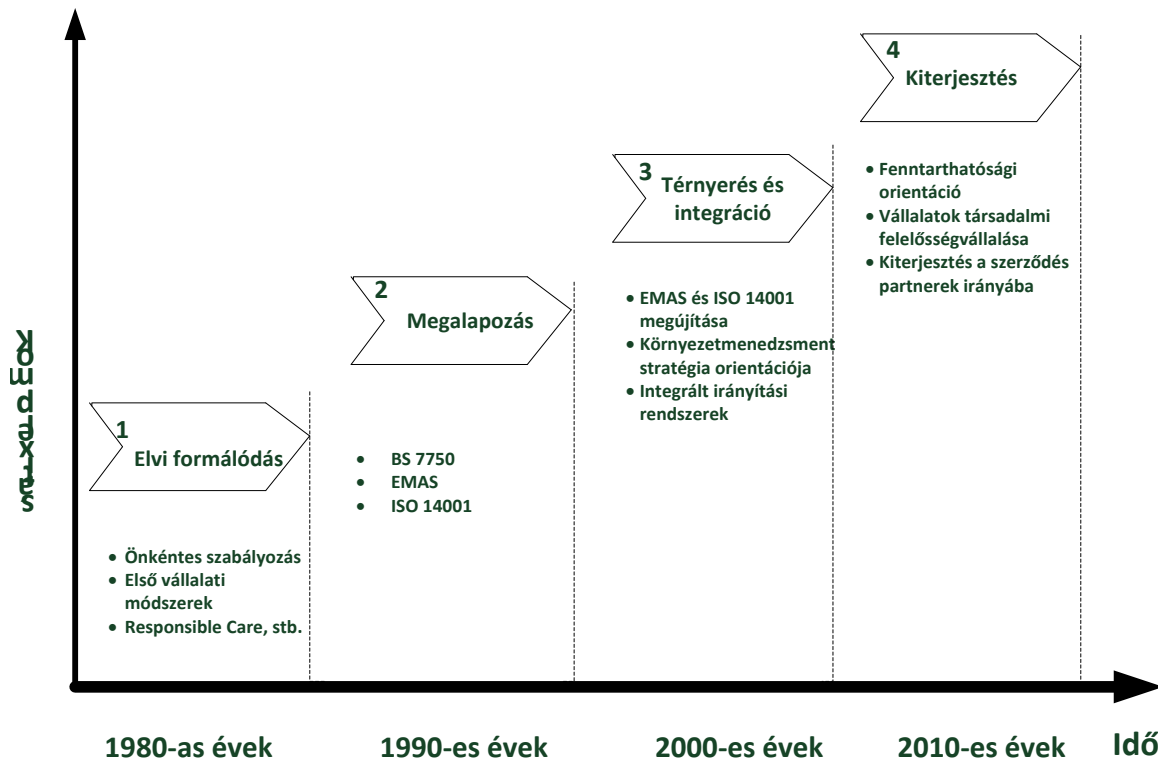 4
Kiterjesztés
3
Térnyerés és
integráció
• Fenntarthatósági
orientáció
• Vállalatok társadalmi
felelősségvállalása
• Kiterjesztés a szerződés
partnerek irányába
2
Megalapozás
• EMAS és ISO 14001
megújítása
• Környezetmenedzsment
stratégia orientációja
• Integrált irányítási
rendszerek
1
Elvi formálódás
• BS 7750
• EMAS
• ISO 14001
• Önkéntes szabályozás
• Első vállalati
módszerek
• Responsible Care, stb.
1980-as évek
1990-es évek
2000-es évek
2010-es évek
Idő